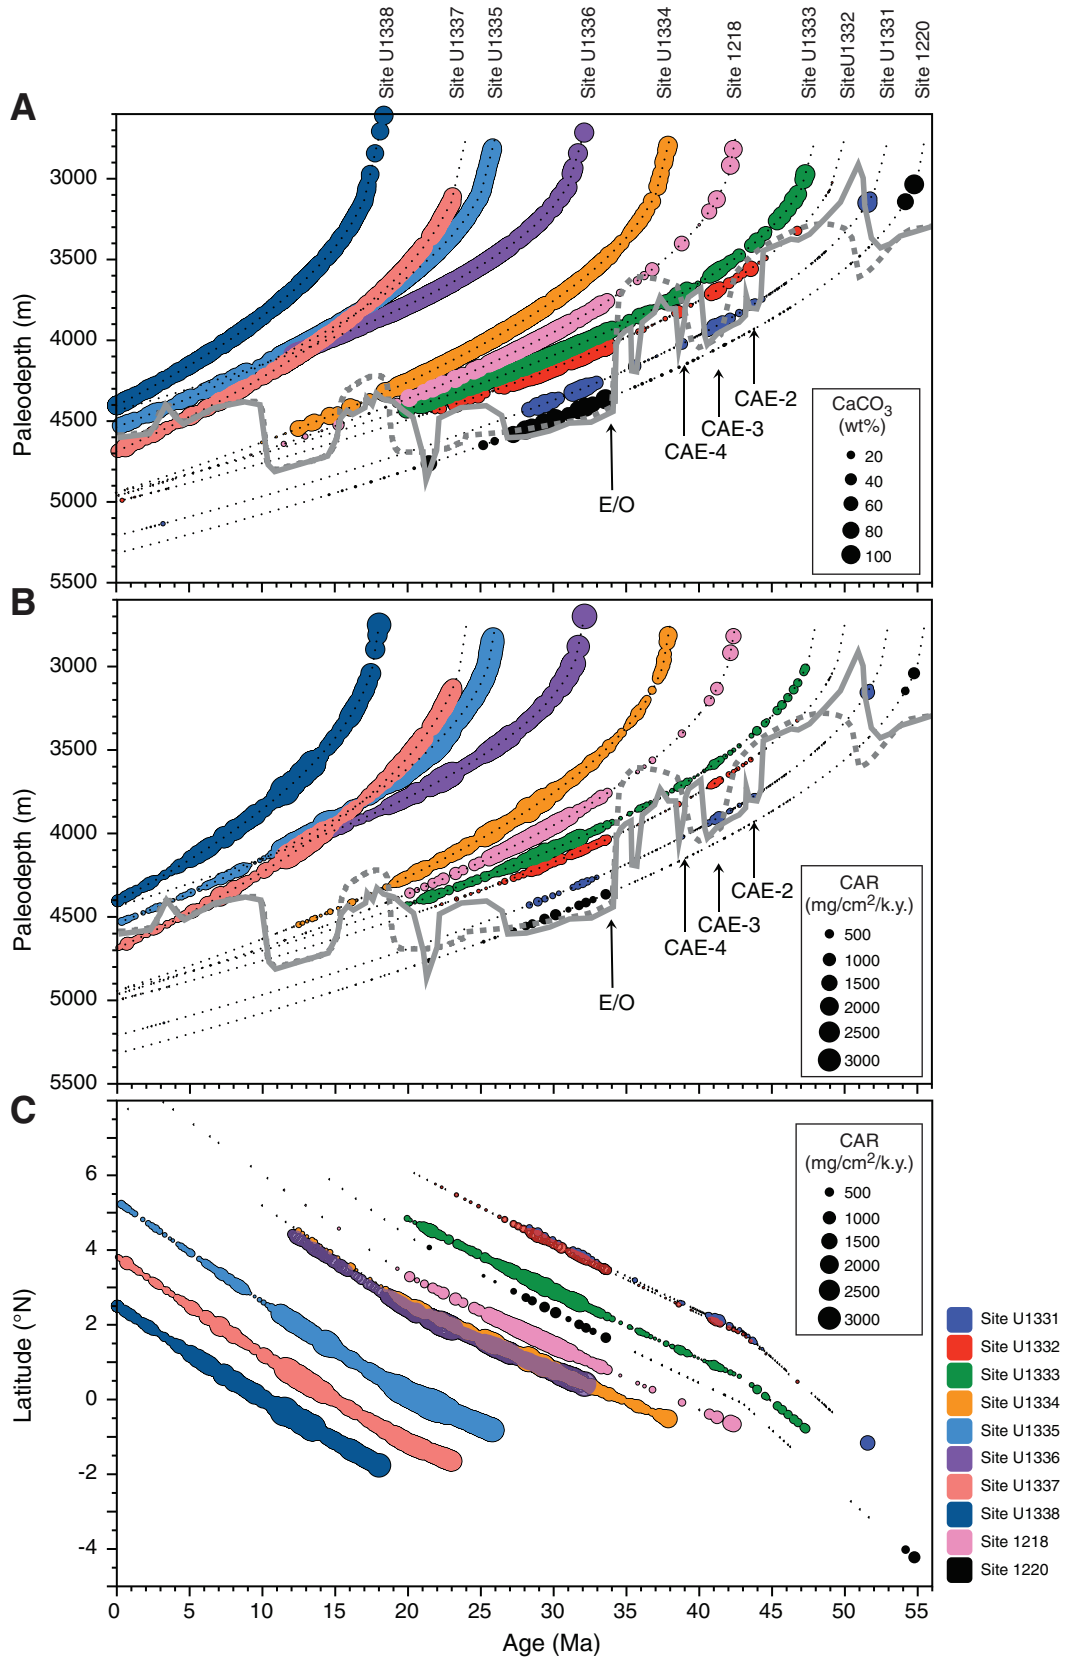 Site U1338
Site U1337
Site U1335
Site U1336
Site U1334
Site 1218
Site U1333
SiteU1332
Site U1331
Site 1220
A
3000
3500
4000
4500
5000
5500
Paleodepth (m)
CAE-2
CAE-3
CAE-4
E/O
CaCO3
(wt%)
20
40
60
80
100
B
3000
3500
4000
4500
5000
5500
Paleodepth (m)
CAE-2
CAE-3
CAE-4
E/O
CAR
(mg/cm2/k.y.)
500
1000
1500
2000
2500
3000
C
6
4
2
0
-2
-4
Latitude (°N)
CAR
(mg/cm2/k.y.)
500
1000
1500
2000
2500
3000
Site U1331
Site U1332
Site U1333
Site U1334
Site U1335
Site U1336
Site U1337
Site U1338
Site 1218
Site 1220
0 5 10 15 20 25 30 35 40 45 50 55
Age (Ma)